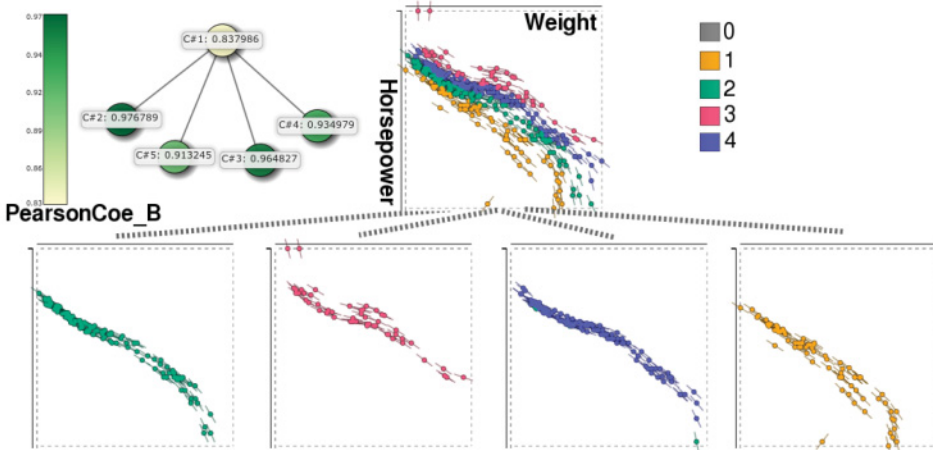 0.97
0.94
0.92
0.89
0.86
0.83
PearsonCoe_B
C#1: 0.837986
C#2: 0.976789
C#5: 0.913245
C#3: 0.964827
C#4: 0.934979
Weight
Horsepower
0
1
2
3
4